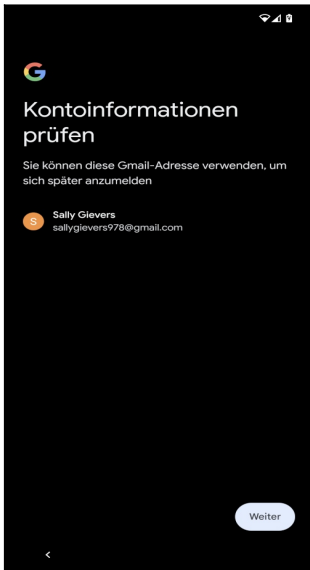 G
Kontoinformationen
prüfen
Sie können diese Gmail-Adresse verwenden, um
sich später anzumelden
S
Sally Gievers
sallygievers978@gmail.com
Weiter